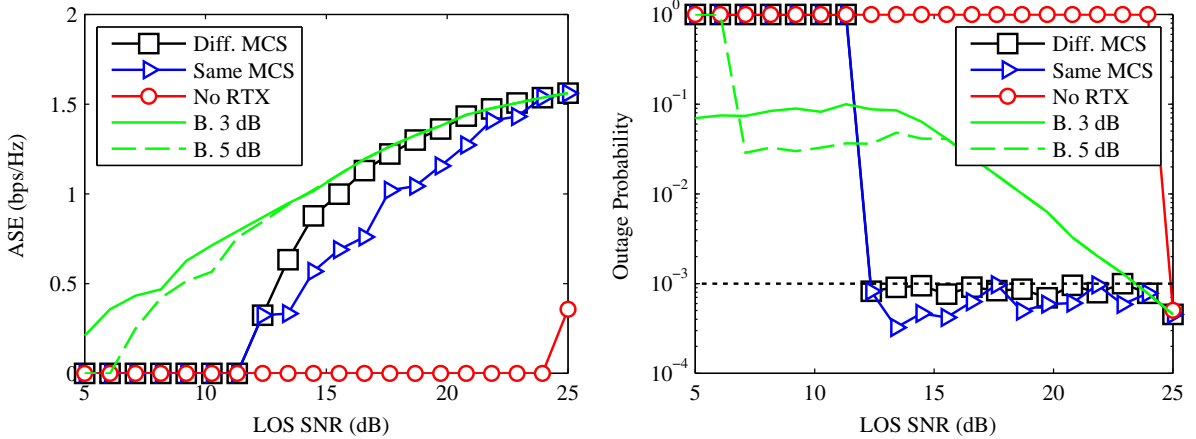 2
1.5
1
0.5
0
ASE (bps/Hz)
Diff. MCS
Same MCS
No RTX
B. 3 dB
B. 5 dB
5 10 15 20 25
LOS SNR (dB)
10^0
10^-1
10^-2
10^-3
10^-4
Outage Probability
Diff. MCS
Same MCS
No RTX
B. 3 dB
B. 5 dB
5 10 15 20 25
LOS SNR (dB)